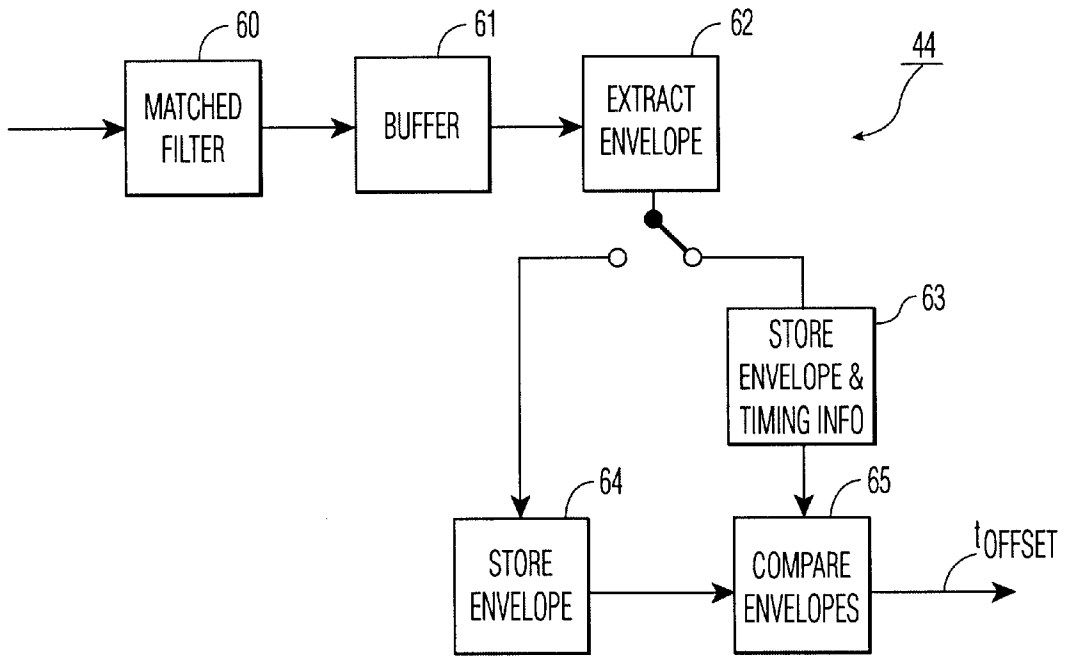 60
61
62
44
MATCHED
FILTER
BUFFER
EXTRACT
ENVELOPE
63
STORE
ENVELOPE &
TIMING INFO
64
65
STORE
ENVELOPE
COMPARE
ENVELOPES
tOFFSET